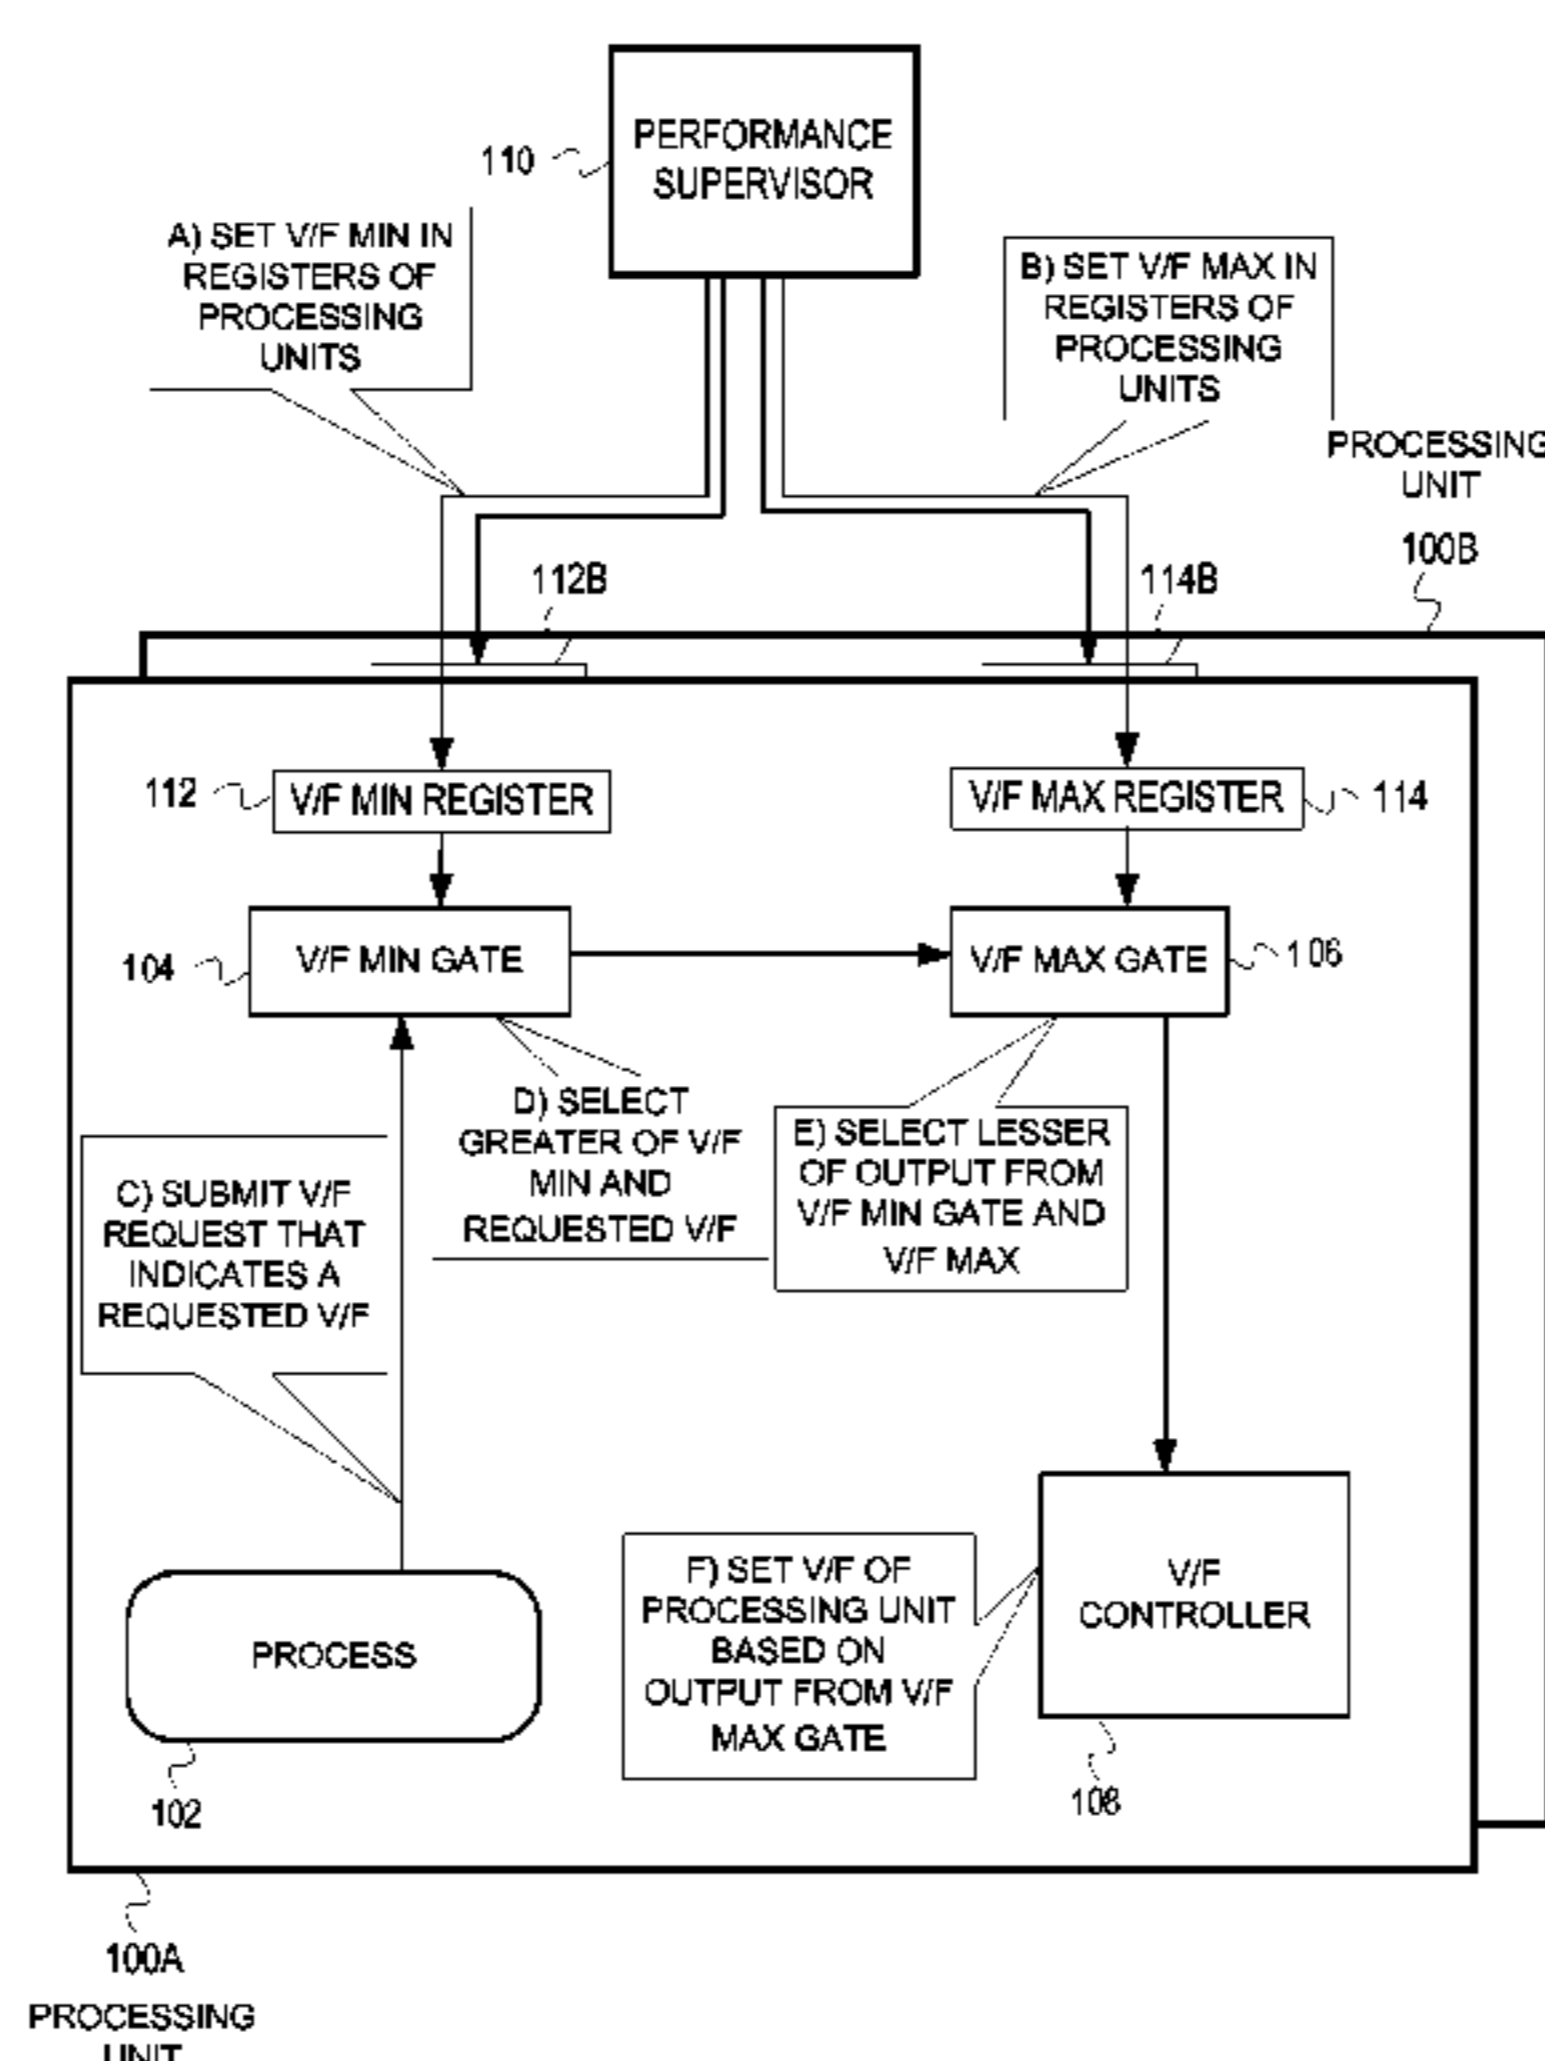 PERFORMANCE
SUPERVISOR
110
A) SET V/F MIN IN
REGISTERS OF
PROCESSING
UNITS
B) SET V/F MAX IN
REGISTERS OF
PROCESSING
UNITS
PROCESSING
UNIT
100B
112B
114B
112
V/F MIN REGISTER
V/F MAX REGISTER
114
104
V/F MIN GATE
V/F MAX GATE
106
D) SELECT
GREATER OF V/F
MIN AND
REQUESTED V/F
E) SELECT LESSER
OF OUTPUT FROM
V/F MIN GATE AND
V/F MAX
C) SUBMIT V/F
REQUEST THAT
INDICATES A
REQUESTED V/F
F) SET V/F OF
PROCESSING UNIT
BASED ON
OUTPUT FROM V/F
MAX GATE
V/F
CONTROLLER
PROCESS
102
108
100A
PROCESSING
UNIT